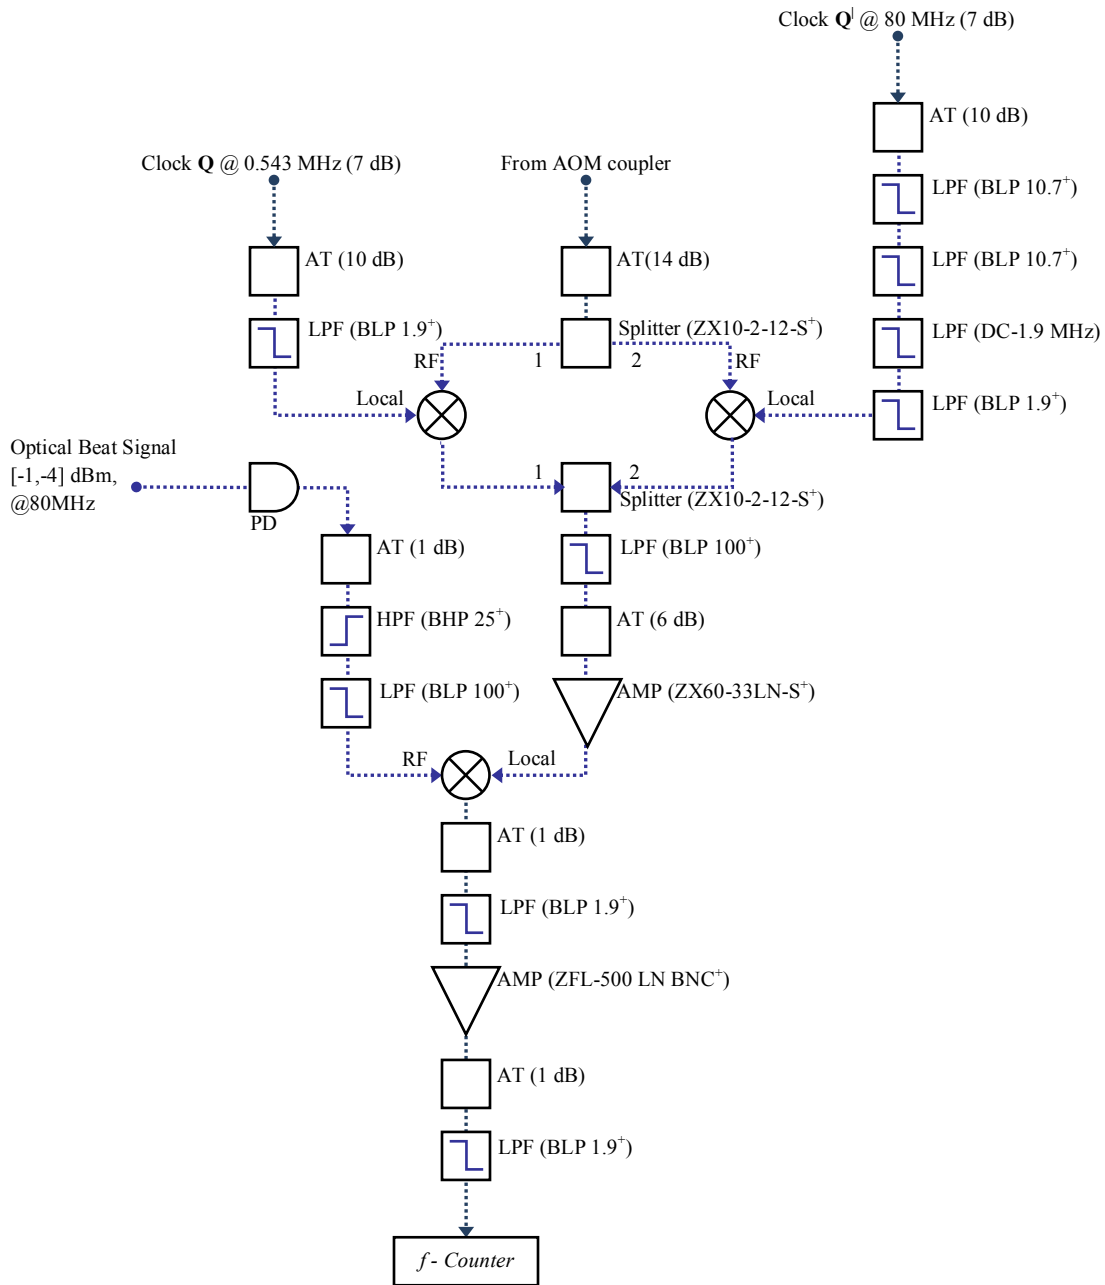 Clock Q| @ 80 MHz (7 dB)
AT (10 dB)
Clock Q @ 0.543 MHz (7 dB)
From AOM coupler
LPF (BLP 10.7+)
AT (10 dB)
AT(14 dB)
LPF (BLP 10.7+)
LPF (BLP 1.9+)
Splitter (ZX10-2-12-S+)
LPF (DC-1.9 MHz)
RF
1
2
RF
Local
Local
LPF (BLP 1.9+)
Optical Beat Signal
[-1,-4] dBm,
@80MHz
1
2
Splitter (ZX10-2-12-S+)
PD
AT (1 dB)
LPF (BLP 100+)
HPF (BHP 25+)
AT (6 dB)
LPF (BLP 100+)
AMP (ZX60-33LN-S+)
RF
Local
AT (1 dB)
LPF (BLP 1.9+)
AMP (ZFL-500 LN BNC+)
AT (1 dB)
LPF (BLP 1.9+)
f - Counter